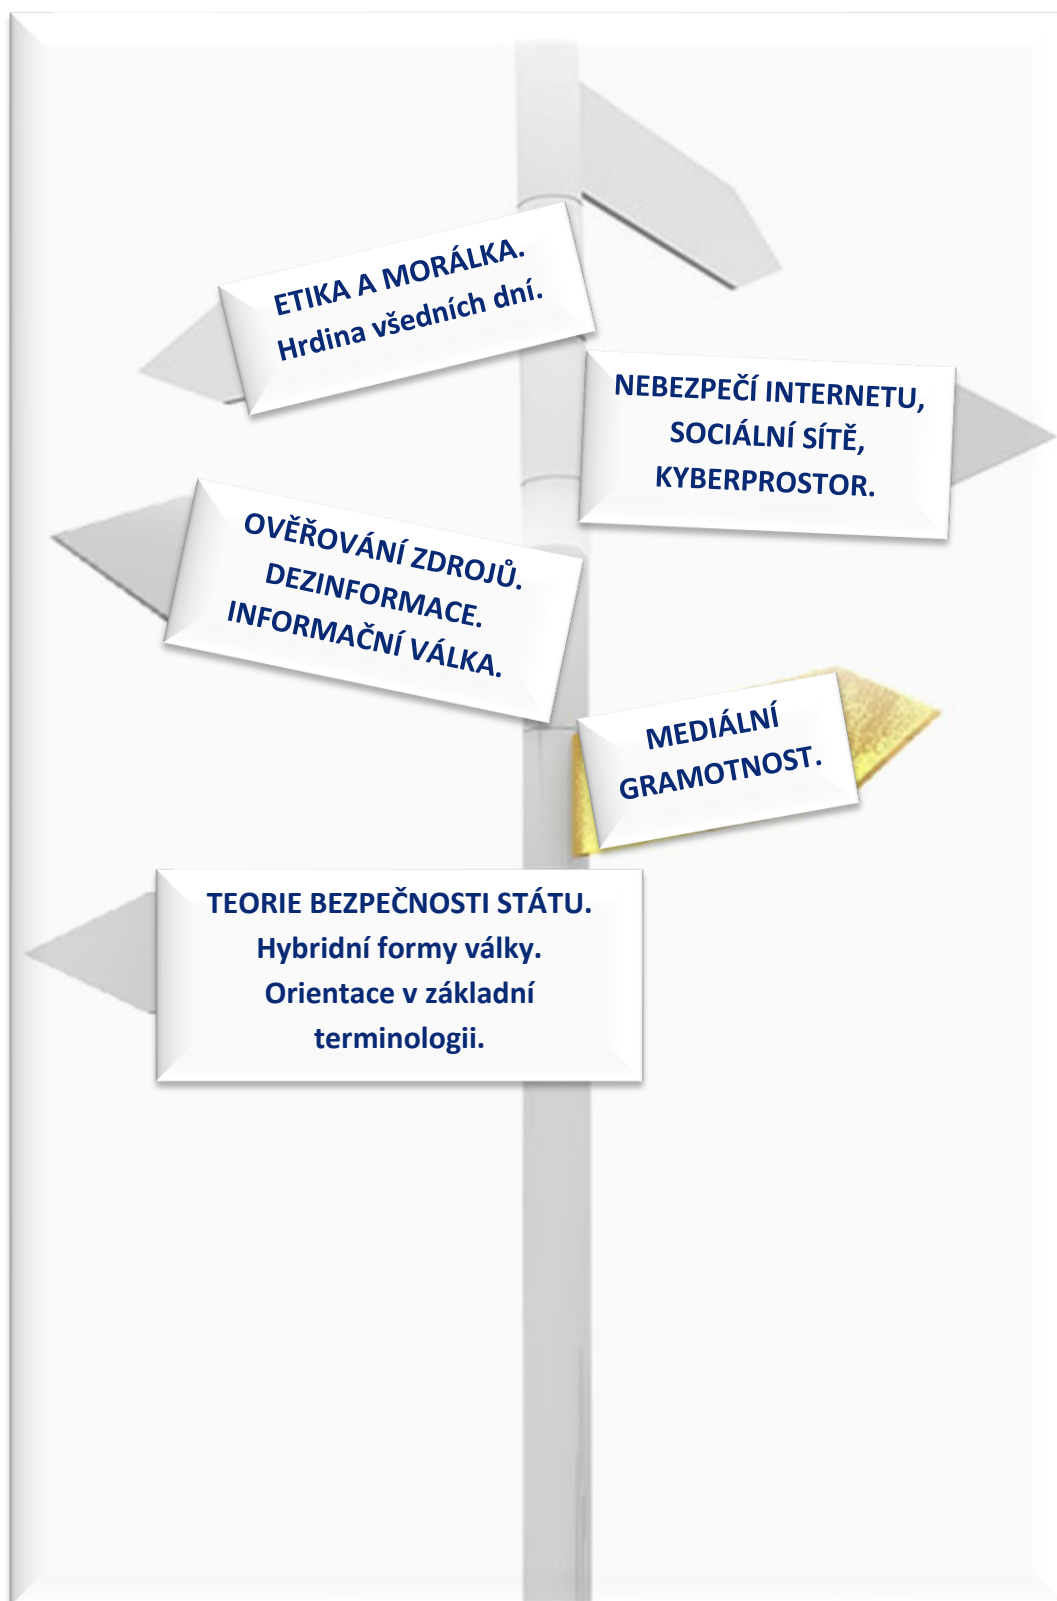 ETIKA A MORÁLKA.
Hrdina všedních dní.
NEBEZPEČÍ INTERNETU,
SOCIÁLNÍ SÍTĚ,
KYBERPROSTOR.
OVĚŘOVÁNÍ ZDROJŮ.
DEZINFORMACE.
INFORMAČNÍ VÁLKA.
MEDIÁLNÍ
GRAMOTNOST.
TEORIE BEZPEČNOSTI STÁTU.
Hybridní formy války.
Orientace v základní
terminologii.